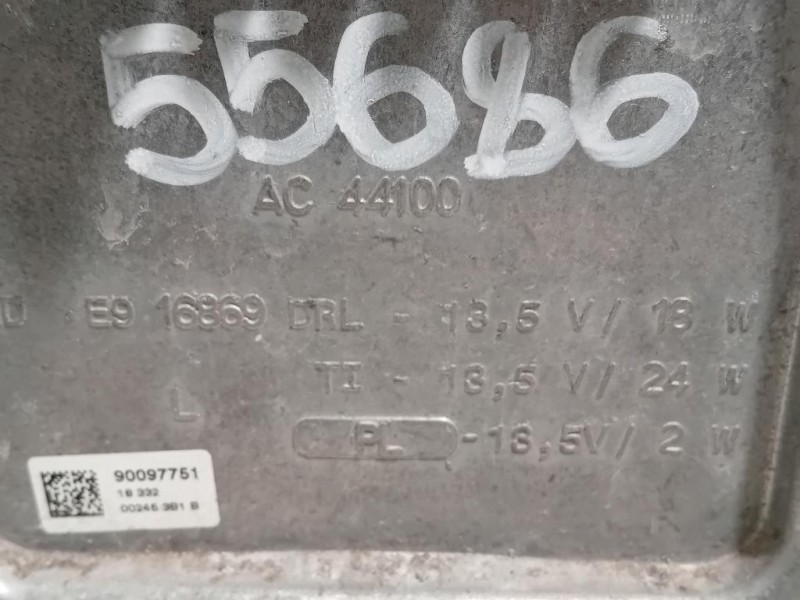 55686
AC 44100
E9 16869 DRL - 13,5 V/ 13 W
TI - 13,5 V/ 24 W
L
PL -13,5V/ 2 W
90097751
18 332
00246 3B1 B